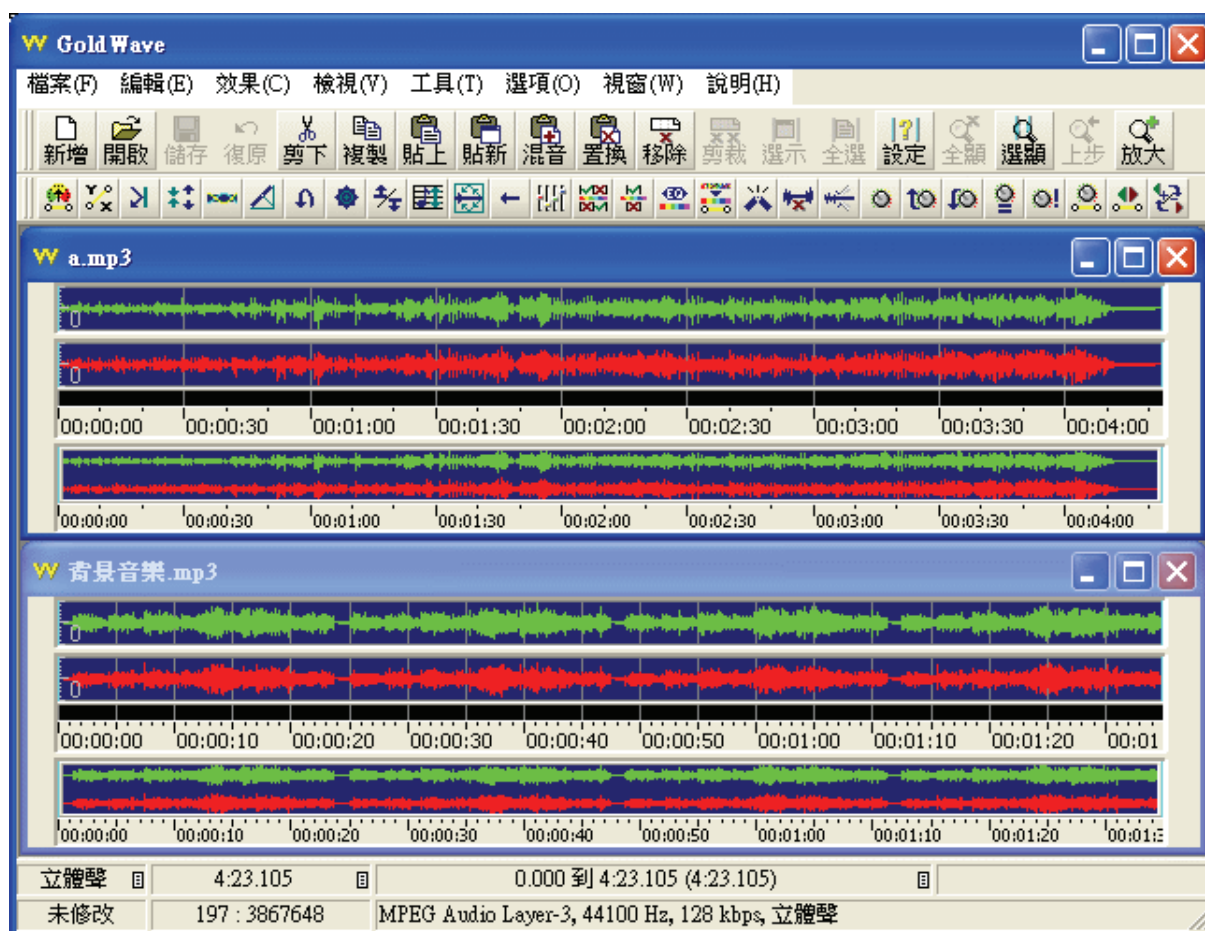 Gold Wave
檔案(F) 編輯(E) 效果(C) 檢視(V) 工具(T) 選項(O) 視窗(W) 說明(H)
新增 開啟 儲存 復原 剪下 複製 貼上 貼新 混音 置換 移除 剪裁 選示 全選 設定 全顯 選顯 上步 放大
a.mp3
0
0
00:00:00 00:00:30 00:01:00 00:01:30 00:02:00 00:02:30 00:03:00 00:03:30 00:04:00
00:00:00 00:00:30 00:01:00 00:01:30 00:02:00 00:02:30 00:03:00 00:03:30 00:04:00
背景音樂.mp3
0
0
00:00:00 00:00:10 00:00:20 00:00:30 00:00:40 00:00:50 00:01:00 00:01:10 00:01:20 00:01
00:00:00 00:00:10 00:00:20 00:00:30 00:00:40 00:00:50 00:01:00 00:01:10 00:01:20
立體聲 4:23.105 0.000 到 4:23.105 (4:23.105)
未修改 197 : 3867648 MPEG Audio Layer-3, 44100 Hz, 128 kbps, 立體聲